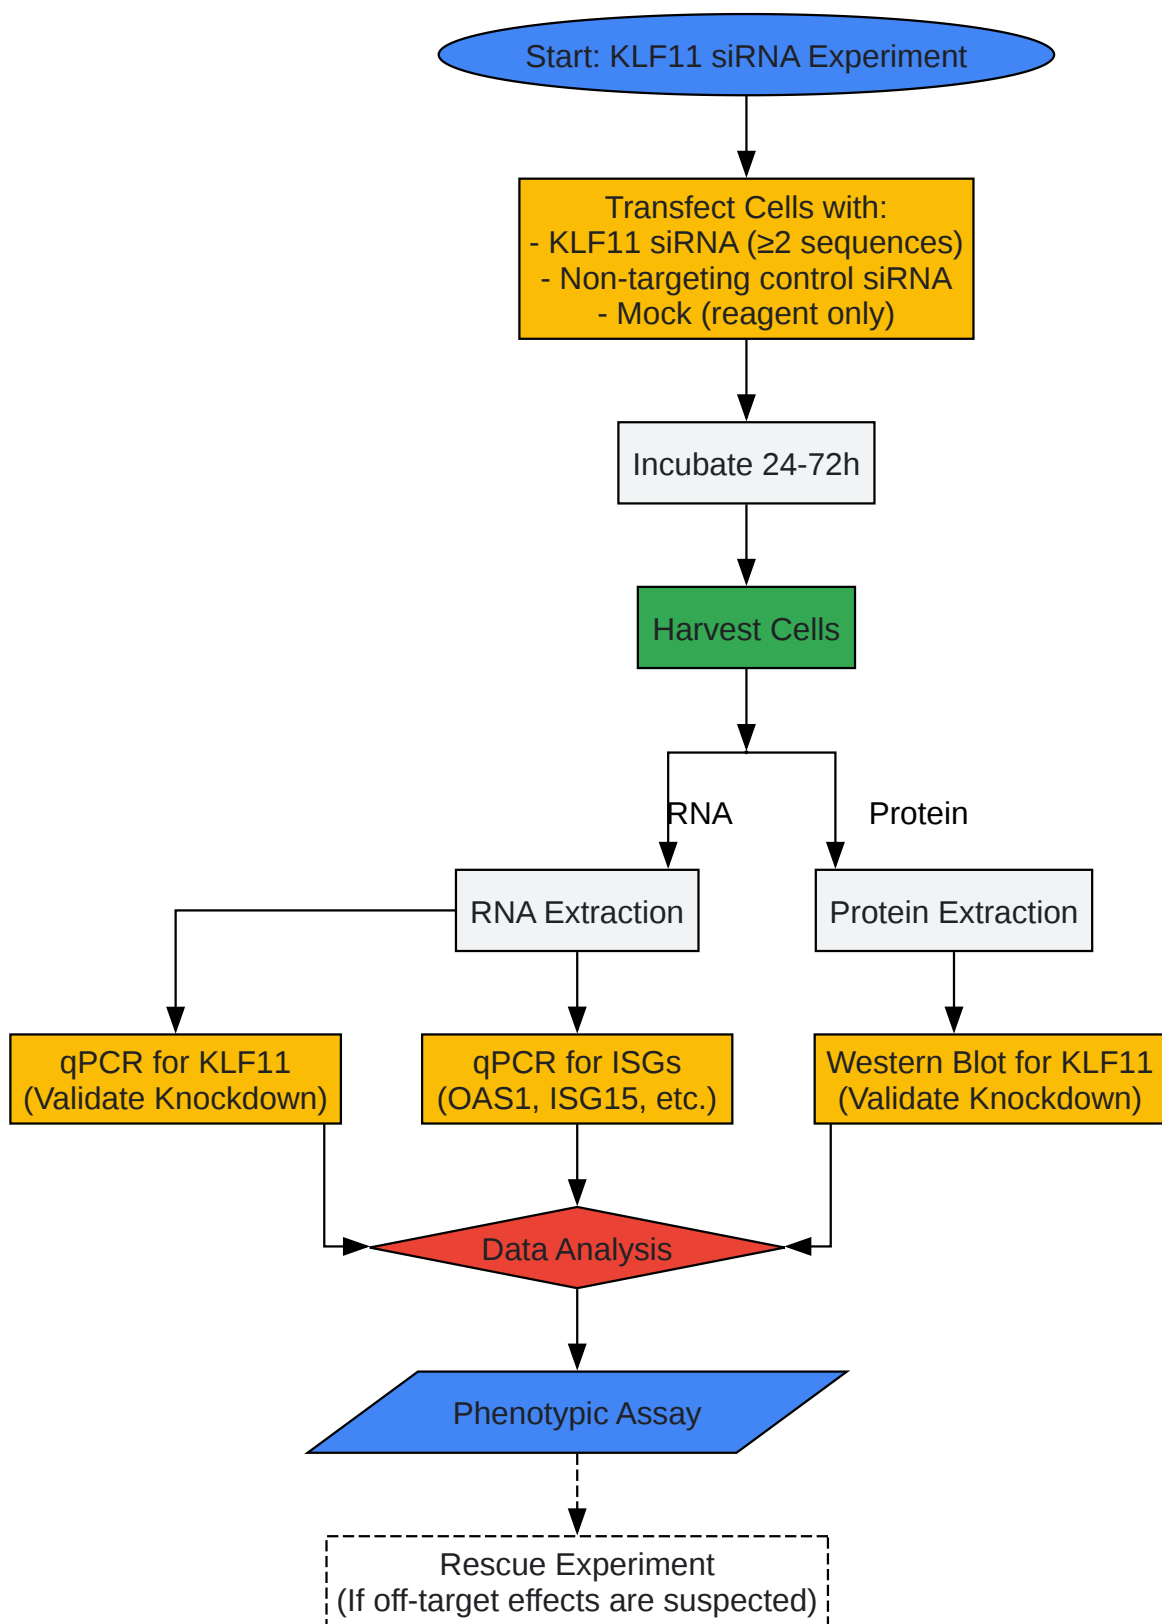 Start: KLF11 siRNA Experiment
Transfect Cells with:
- KLF11 siRNA (≥2 sequences)
- Non-targeting control siRNA
- Mock (reagent only)
Incubate 24-72h
Harvest Cells
RNA
Protein
RNA Extraction
Protein Extraction
qPCR for KLF11
(Validate Knockdown)
qPCR for ISGs
(OAS1, ISG15, etc.)
Western Blot for KLF11
(Validate Knockdown)
Data Analysis
Phenotypic Assay
Rescue Experiment
(If off-target effects are suspected)